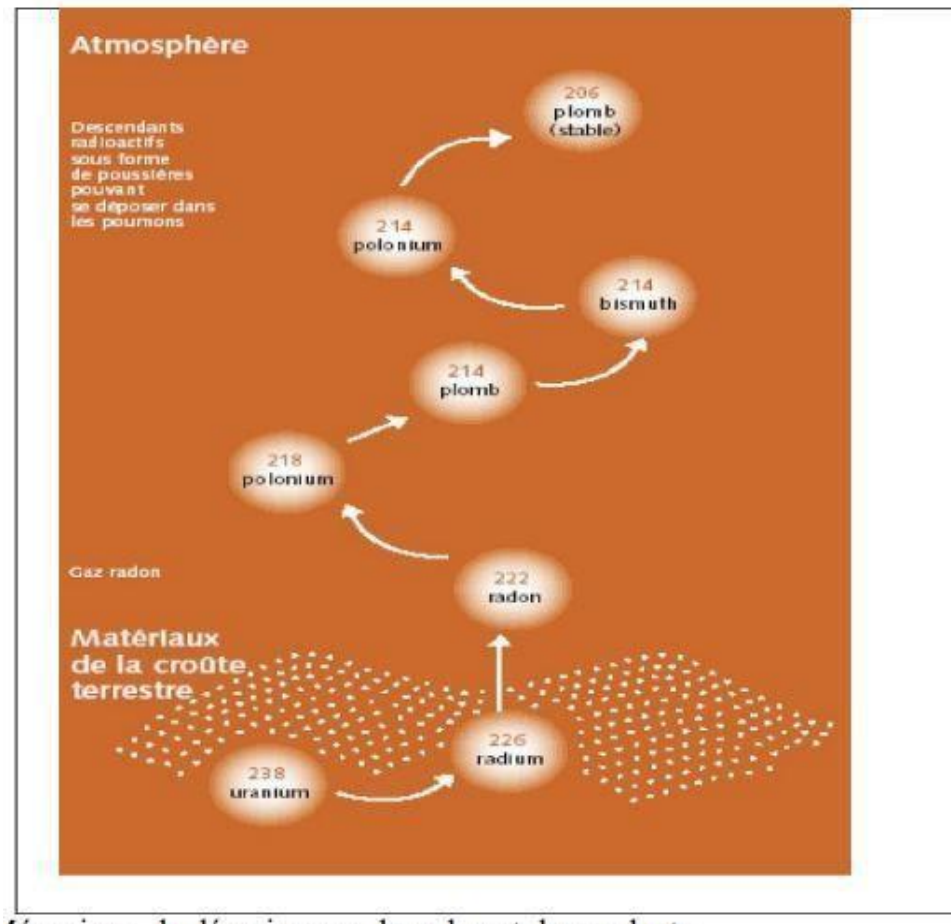 Atmosphère
206
plomb
(stable)
Descendants
radioactifs
sous forme
de poussières
pouvant
se déposer dans
les poumons
214
polonium
214
bismuth
214
plomb
218
polonium
Gaz radon
222
radon
Matériaux
de la croûte
terrestre
226
radium
238
uranium